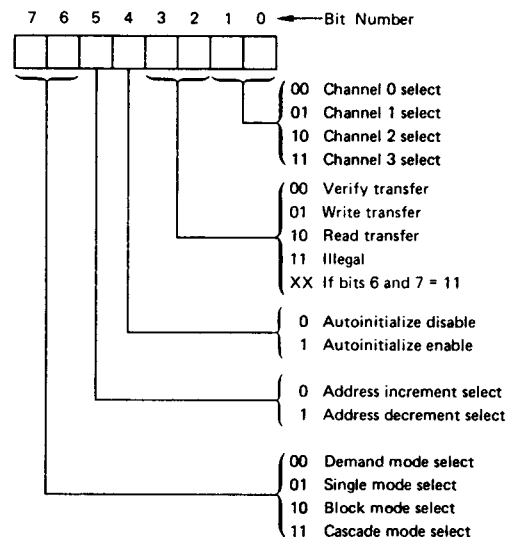 7 6 5 4 3 2 1 0 Bit Number
00 Channel 0 select
01 Channel 1 select
10 Channel 2 select
11 Channel 3 select
00 Verify transfer
01 Write transfer
10 Read transfer
11 Illegal
XX If bits 6 and 7 = 11
0 Autoinitialize disable
1 Autoinitialize enable
0 Address increment select
1 Address decrement select
00 Demand mode select
01 Single mode select
10 Block mode select
11 Cascade mode select